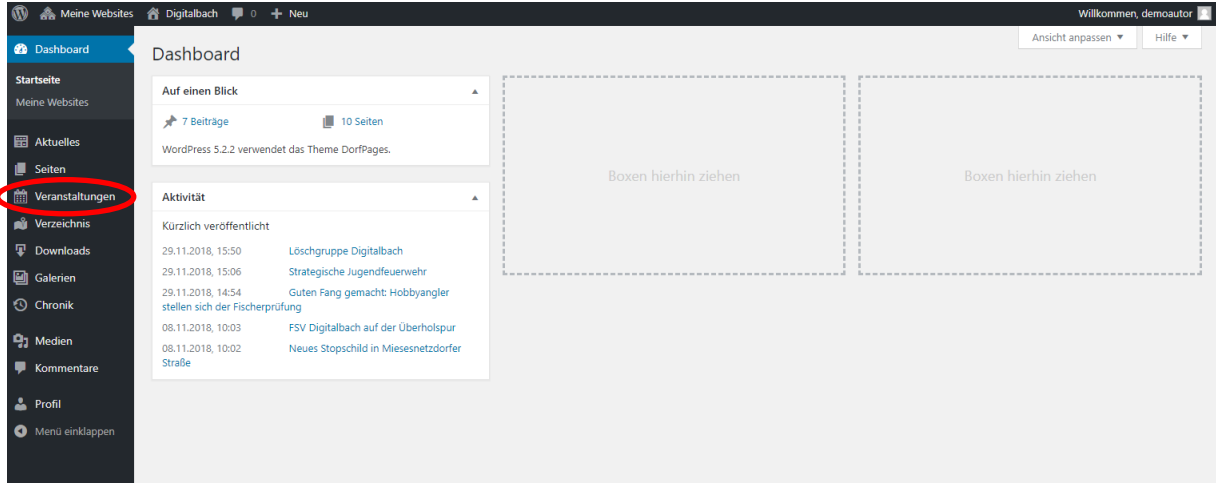 Meine Websites Digitalbach 0 + Neu Willkommen, demoautor
Ansicht anpassen ▼ Hilfe ▼
Dashboard
Startseite
Meine Websites
Aktuelles
Seiten
Veranstaltungen
Verzeichnis
Downloads
Galerien
Chronik
Medien
Kommentare
Profil
Menü einklappen
Dashboard
Auf einen Blick
7 Beiträge 10 Seiten
WordPress 5.2.2 verwendet das Theme DorfPages.
Aktivität
Kürzlich veröffentlicht
29.11.2018, 15:50 Löschgruppe Digitalbach
29.11.2018, 15:06 Strategische Jugendfeuerwehr
29.11.2018, 14:54 Guten Fang gemacht: Hobbyangler
stellen sich der Fischerprüfung
08.11.2018, 10:03 FSV Digitalbach auf der Überholspur
08.11.2018, 10:02 Neues Stopschild in Miesesnetzdorfer
Straße
Boxen hierhin ziehen
Boxen hierhin ziehen